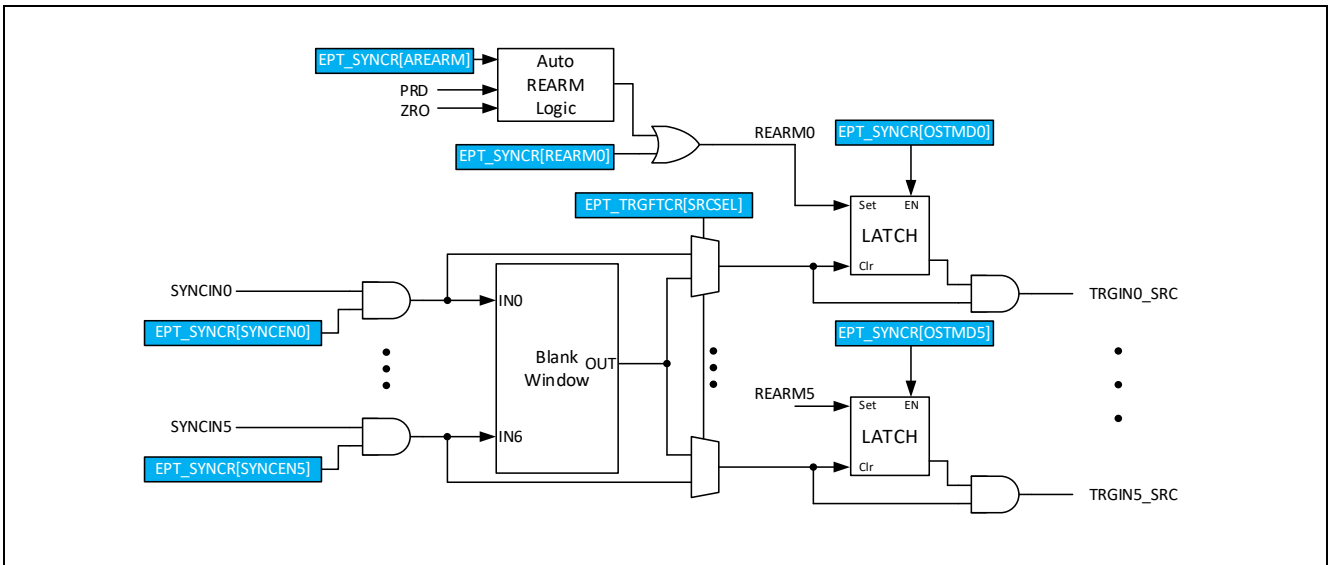 EPT_SYNCR[AREARM]
Auto
REARM
Logic
PRD
ZRO
EPT_SYNCR[REARM0]
REARM0
EPT_SYNCR[OSTMD0]
EPT_TRGFTCR[SRCSEL]
Set EN
LATCH
Clr
SYNCIN0
EPT_SYNCR[SYNCEN0]
IN0
TRGIN0_SRC
EPT_SYNCR[OSTMD5]
Blank
Window
OUT
REARM5
Set EN
LATCH
Clr
SYNCIN5
EPT_SYNCR[SYNCEN5]
IN6
TRGIN5_SRC